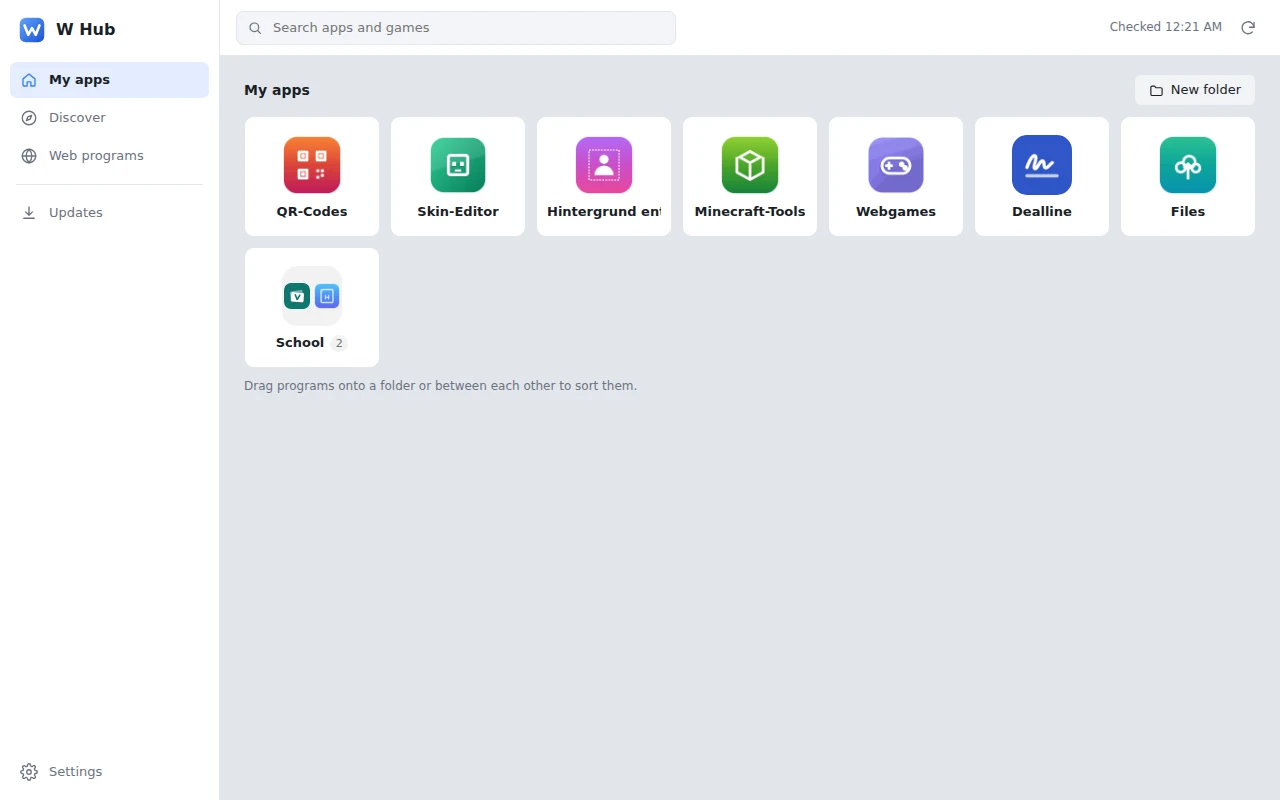 W Hub
Search apps and games
Checked 12:21 AM
My apps
Discover
Web programs
Updates
Settings
My apps
New folder
QR-Codes
Skin-Editor
Hintergrund ent
Minecraft-Tools
Webgames
Dealline
Files
School 2
Drag programs onto a folder or between each other to sort them.